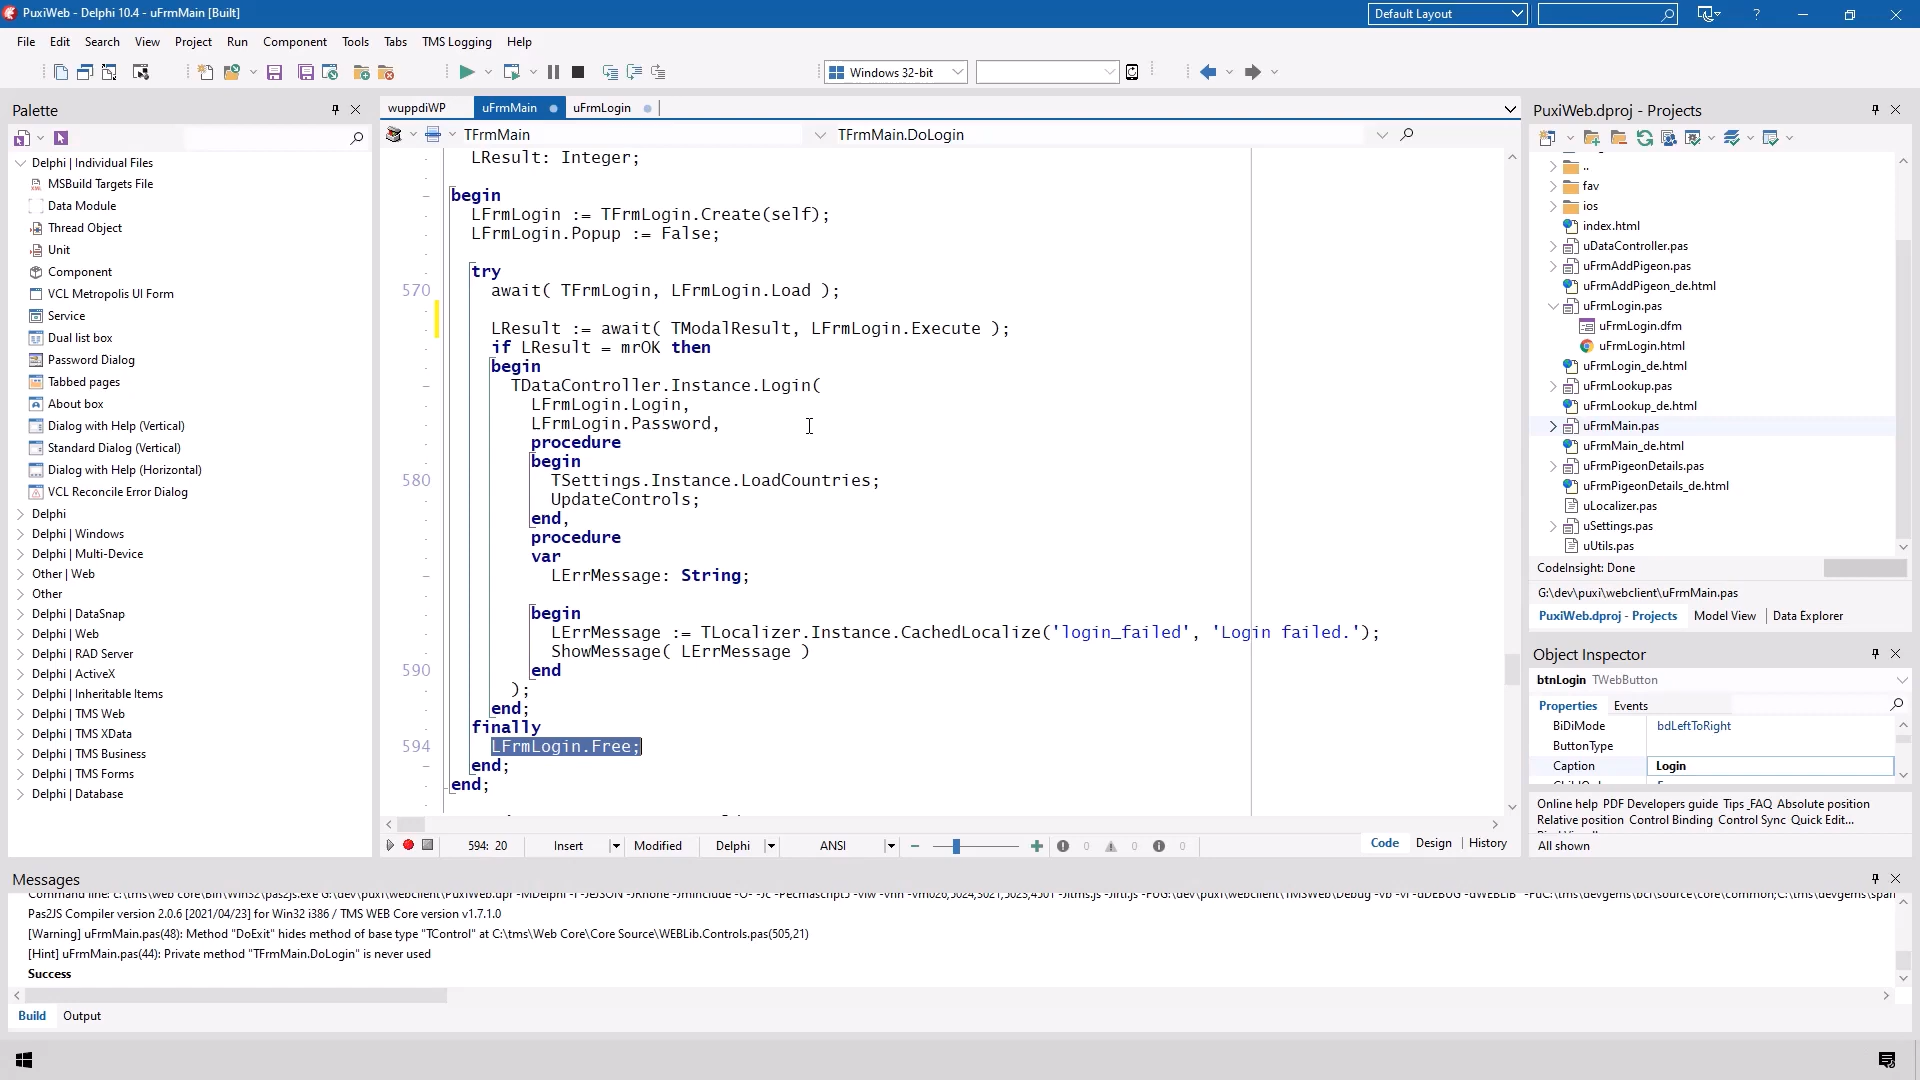 PuxiWeb - Delphi 10.4 - uFrmMain [Built]
Default Layout
File Edit Search View Project Run Component Tools Tabs TMS Logging Help
Windows 32-bit
Palette
Delphi | Individual Files
MSBuild Targets File
Data Module
Thread Object
Unit
Component
VCL Metropolis UI Form
Service
Dual list box
Password Dialog
Tabbed pages
About box
Dialog with Help (Vertical)
Standard Dialog (Vertical)
Dialog with Help (Horizontal)
VCL Reconcile Error Dialog
Delphi
Delphi | Windows
Delphi | Multi-Device
Other | Web
Other
Delphi | DataSnap
Delphi | Web
Delphi | RAD Server
Delphi | ActiveX
Delphi | Inheritable Items
Delphi | TMS Web
Delphi | TMS XData
Delphi | TMS Business
Delphi | TMS Forms
Delphi | Database
wuppdiWP uFrmMain uFrmLogin
TFrmMain TFrmMain.DoLogin
LResult: Integer;
begin
LFrmLogin := TFrmLogin.Create(self);
LFrmLogin.Popup := False;
try
570 await( TFrmLogin, LFrmLogin.Load );
LResult := await( TModalResult, LFrmLogin.Execute );
if LResult = mrOK then
begin
TDataController.Instance.Login(
LFrmLogin.Login,
LFrmLogin.Password,
procedure
begin
580 TSettings.Instance.LoadCountries;
UpdateControls;
end,
procedure
var
LErrMessage: String;
begin
LErrMessage := TLocalizer.Instance.CachedLocalize('login_failed', 'Login failed.');
ShowMessage( LErrMessage )
590 end
);
end;
finally
594 LFrmLogin.Free;
end;
end;
594: 20 Insert Modified Delphi ANSI 0 0 0 Code Design History
PuxiWeb.dproj - Projects
..
fav
ios
index.html
uDataController.pas
uFrmAddPigeon.pas
uFrmAddPigeon_de.html
uFrmLogin.pas
uFrmLogin.dfm
uFrmLogin.html
uFrmLogin_de.html
uFrmLookup.pas
uFrmLookup_de.html
uFrmMain.pas
uFrmMain_de.html
uFrmPigeonDetails.pas
uFrmPigeonDetails_de.html
uLocalizer.pas
uSettings.pas
uUtils.pas
CodeInsight: Done
G:\dev\puxi\webclient\uFrmMain.pas
PuxiWeb.dproj - Projects Model View Data Explorer
Object Inspector
btnLogin TWebButton
Properties Events
BiDiMode bdLeftToRight
ButtonType
Caption Login
Online help PDF Developers guide Tips_FAQ Absolute position
Relative position Control Binding Control Sync Quick Edit...
All shown
Messages
Pas2JS Compiler version 2.0.6 [2021/04/23] for Win32 i386 / TMS WEB Core version v1.7.1.0
[Warning] uFrmMain.pas(48): Method "DoExit" hides method of base type "TControl" at C:\tms\Web Core\Core Source\WEBLib.Controls.pas(505,21)
[Hint] uFrmMain.pas(44): Private method "TFrmMain.DoLogin" is never used
Success
Build Output